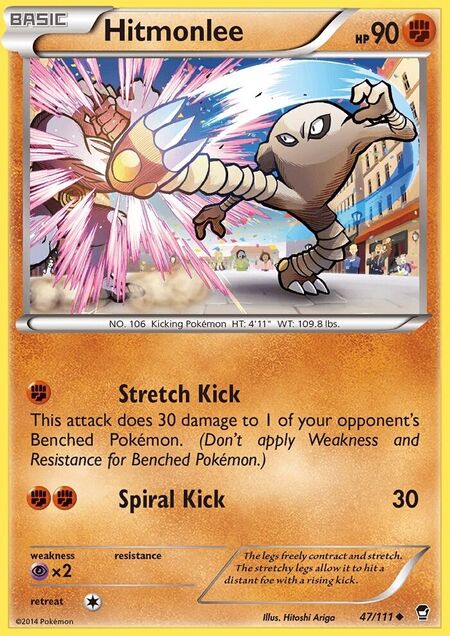 BASIC
Hitmonlee
HP 90
NO. 106 Kicking Pokémon HT: 4'11" WT: 109.8 lbs.
Stretch Kick
This attack does 30 damage to 1 of your opponent's
Benched Pokémon. (Don't apply Weakness and
Resistance for Benched Pokémon.)
Spiral Kick 30
weakness resistance
×2
The legs freely contract and stretch.
The stretchy legs allow it to hit a
distant foe with a rising kick.
retreat
©2014 Pokémon Illus. Hitoshi Ariga 47/111